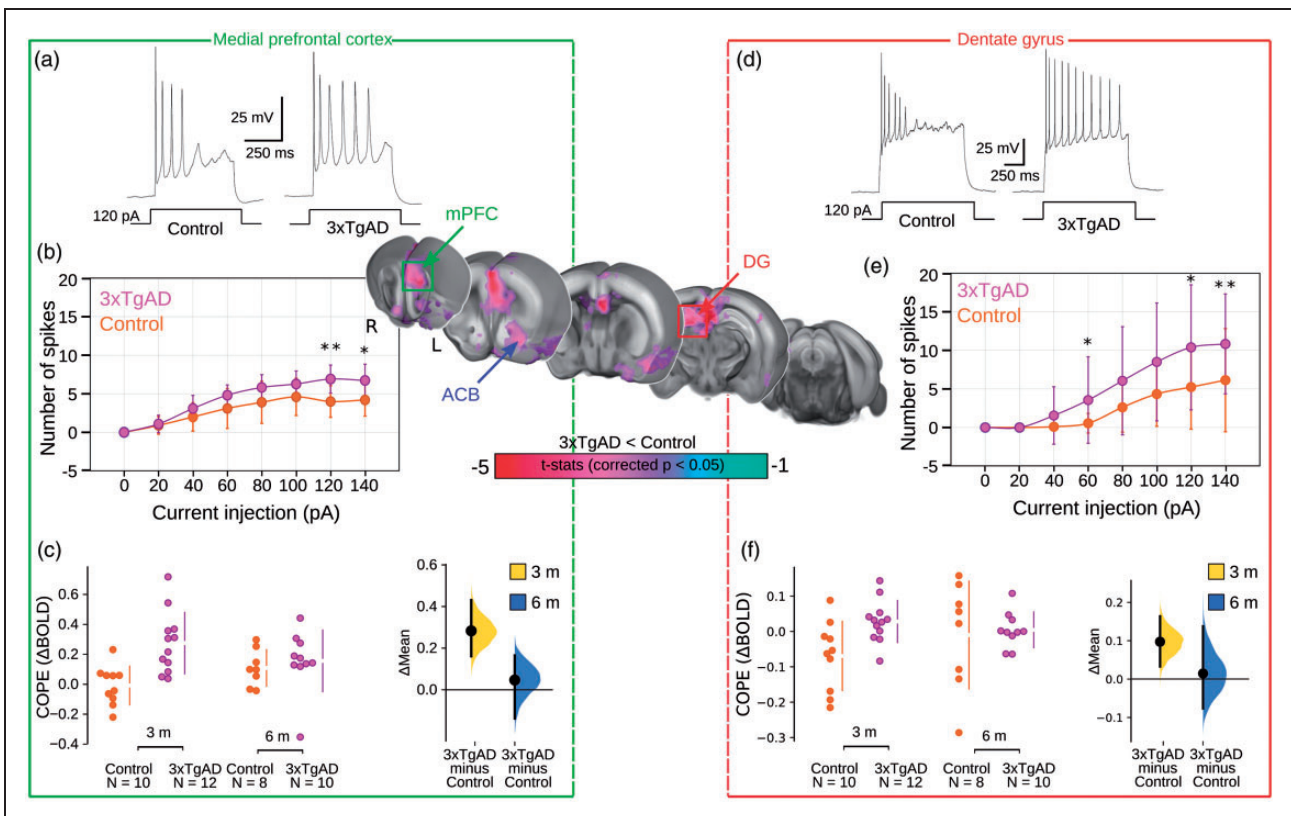 Medial prefrontal cortex
Dentate gyrus
(a)
25 mV
250 ms
120 pA
Control
3xTgAD
(d)
25 mV
250 ms
120 pA
Control
3xTgAD
mPFC
DG
ACB
R
L
3xTgAD < Control
-5
t-stats (corrected p < 0.05)
-1
(b)
20
15
10
5
0
-5
Number of spikes
3xTgAD
Control
**
*
0 20 40 60 80 100 120 140
Current injection (pA)
(e)
20
15
10
5
0
-5
Number of spikes
3xTgAD
Control
*
*
**
0 20 40 60 80 100 120 140
Current injection (pA)
(c)
0.8
0.6
0.4
0.2
0.0
−0.2
−0.4
COPE (ΔBOLD)
3 m
6 m
Control
N = 10
3xTgAD
N = 12
Control
N = 8
3xTgAD
N = 10
0.6
0.4
0.2
0.0
ΔMean
3 m
6 m
3xTgAD
minus
Control
3xTgAD
minus
Control
(f)
0.1
0.0
−0.1
−0.2
−0.3
COPE (ΔBOLD)
3 m
6 m
Control
N = 10
3xTgAD
N = 12
Control
N = 8
3xTgAD
N = 10
0.2
0.1
0.0
−0.1
ΔMean
3 m
6 m
3xTgAD
minus
Control
3xTgAD
minus
Control